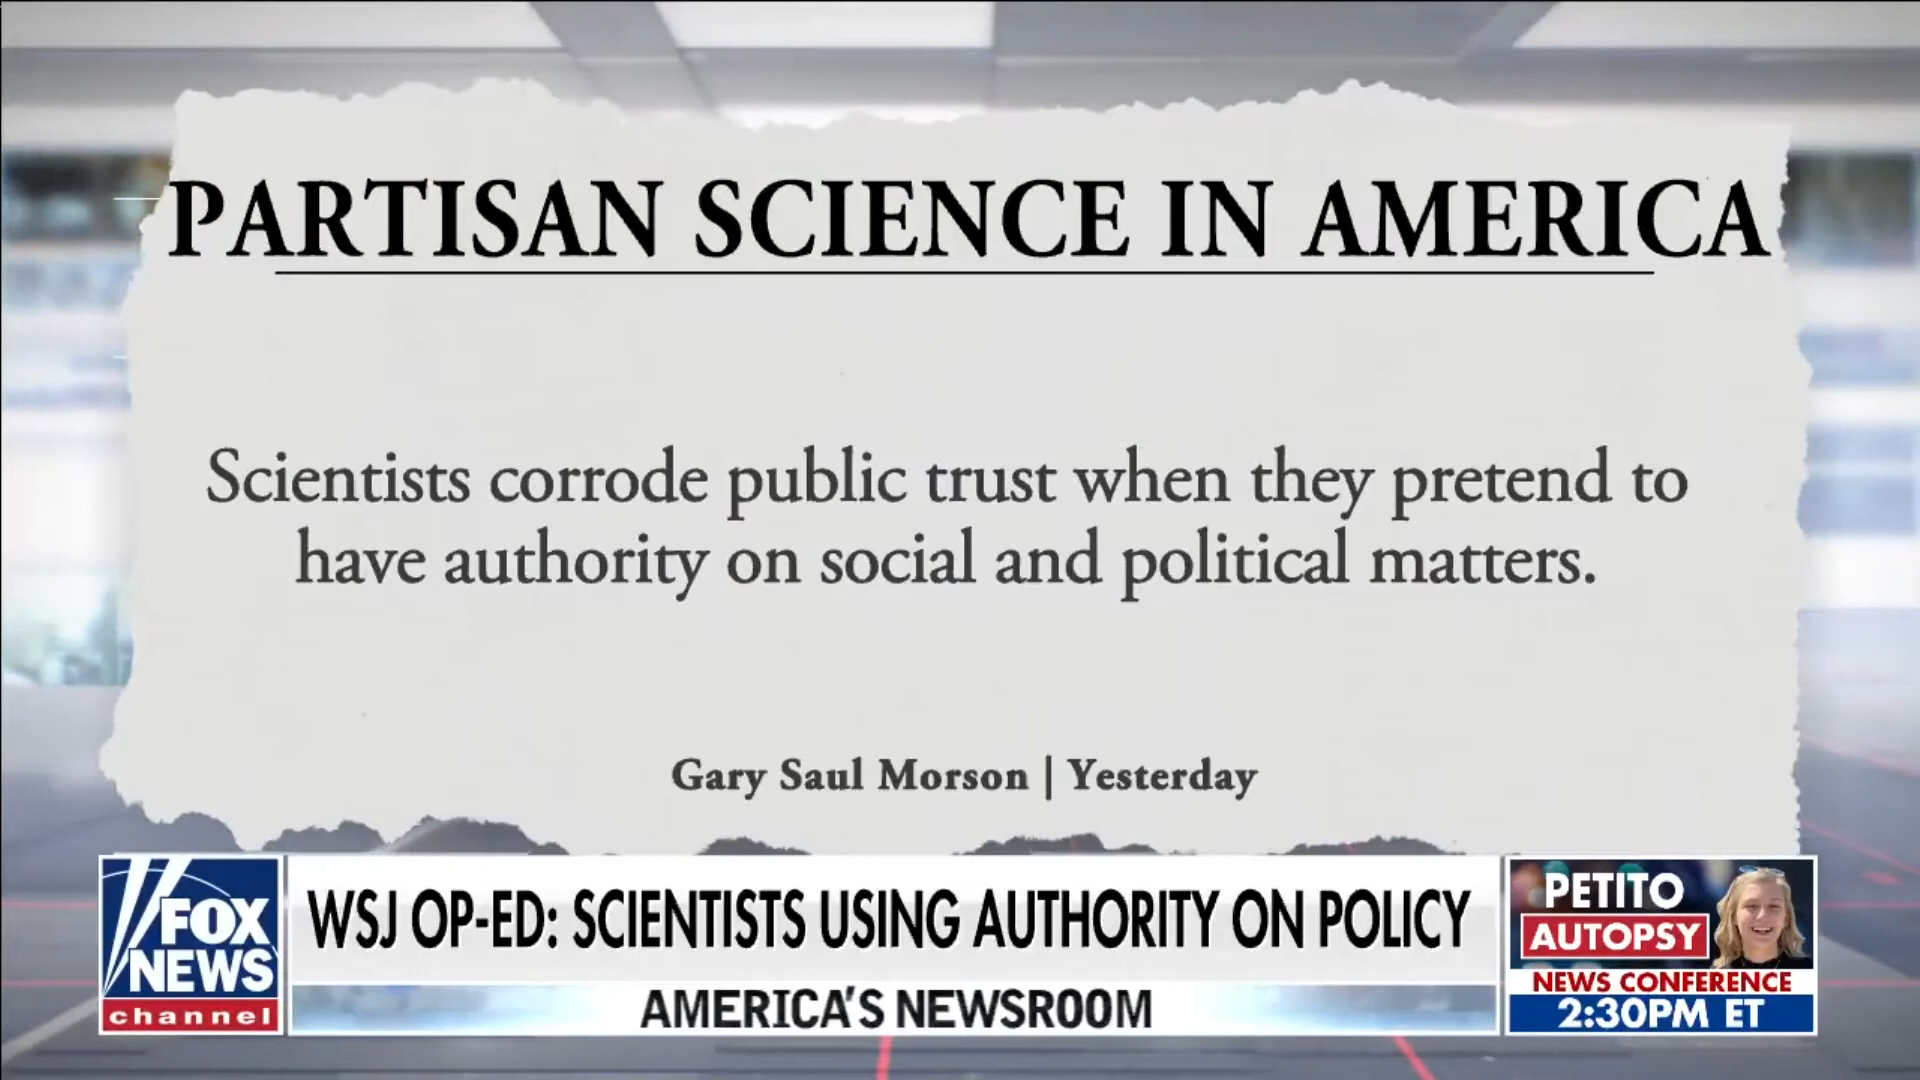 PARTISAN SCIENCE IN AMERICA
Scientists corrode public trust when they pretend to
have authority on social and political matters.
Gary Saul Morson | Yesterday
FOX
NEWS
channel
WSJ OP-ED: SCIENTISTS USING AUTHORITY ON POLICY
AMERICA'S NEWSROOM
PETITO
AUTOPSY
NEWS CONFERENCE
2:30PM ET